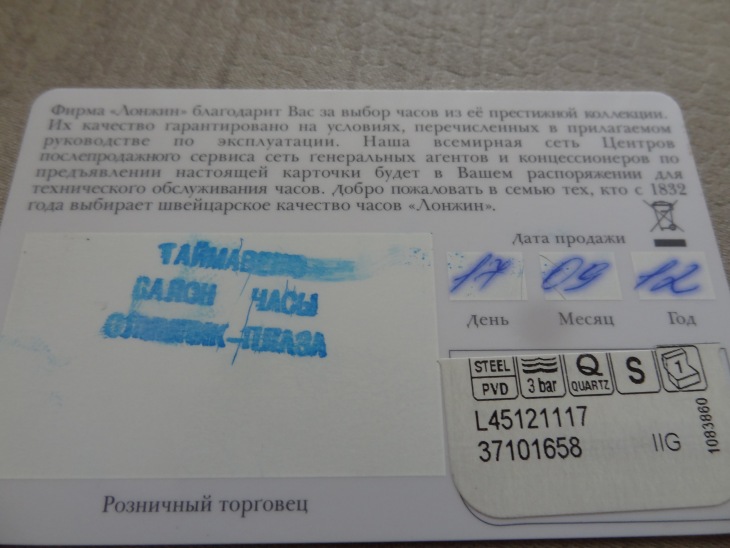 Фирма «Лонжин» благодарит Вас за выбор часов из её престижной коллекции.
Их качество гарантировано на условиях, перечисленных в прилагаемом
руководстве по эксплуатации. Наша всемирная сеть Центров
послепродажного сервиса сеть генеральных агентов и концессионеров по
предъявлении настоящей карточки будет в Вашем распоряжении для
технического обслуживания часов. Добро пожаловать в семью тех, кто с 1832
года выбирает швейцарское качество часов «Лонжин».
Дата продажи
17 09 12
День Месяц Год
САЛОН ЧАСЫ
ОЛИМПИК-ПЛАЗА
STEEL
PVD
3 bar
Q
QUARTZ
S
1
L45121117
37101658
IIG
1083860
Розничный торговец